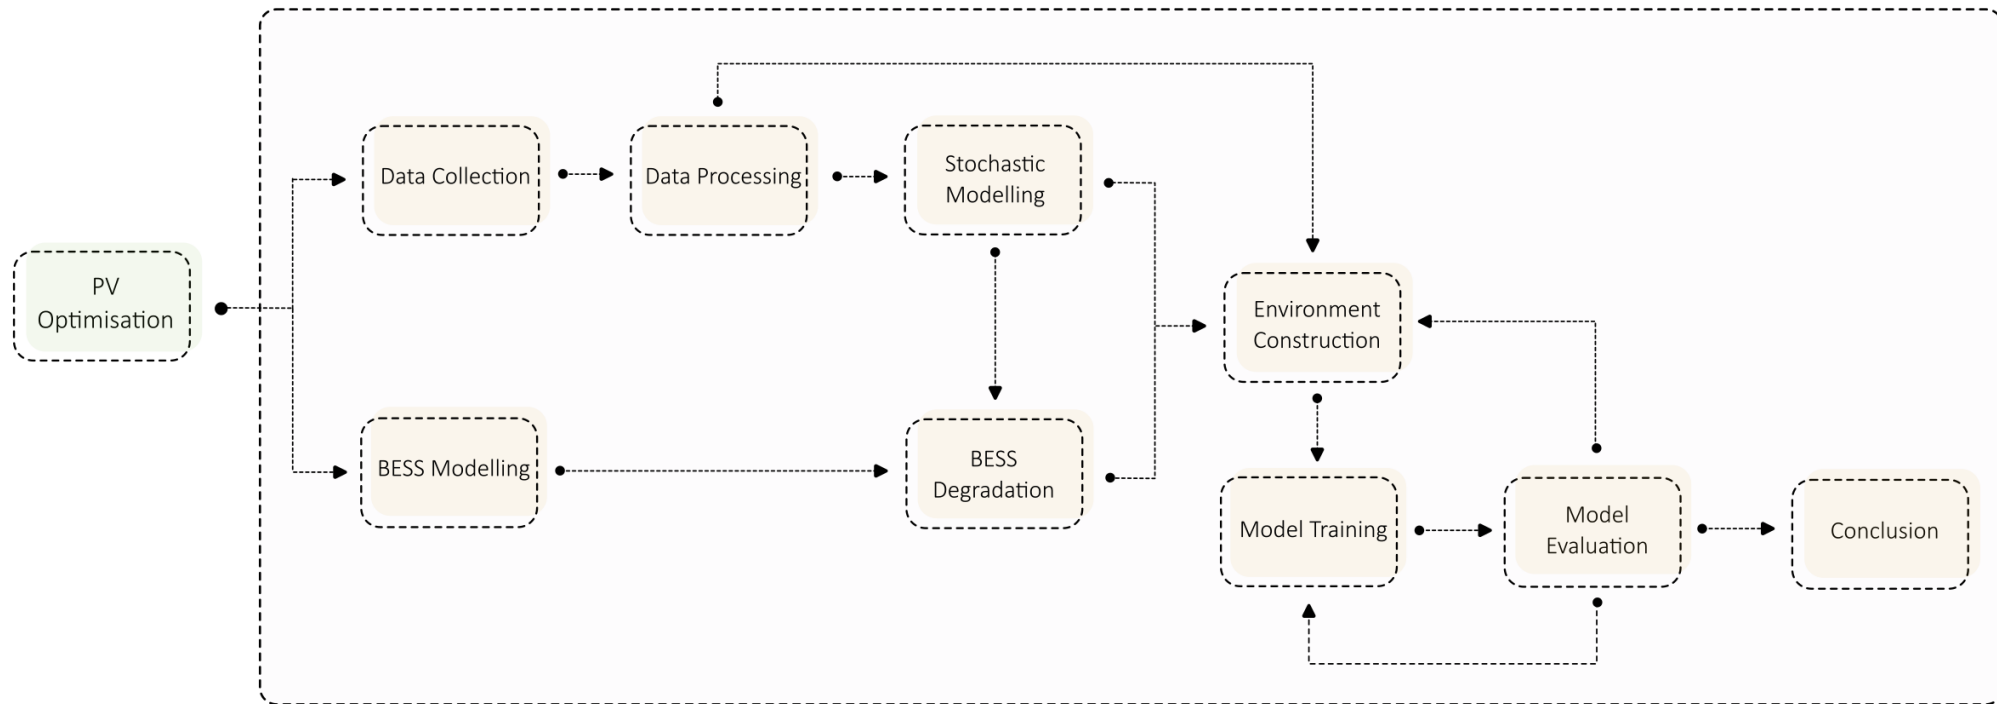 PV
Optimisation
Data Collection
Data Processing
Stochastic
Modelling
BESS Modelling
BESS
Degradation
Environment
Construction
Model Training
Model
Evaluation
Conclusion